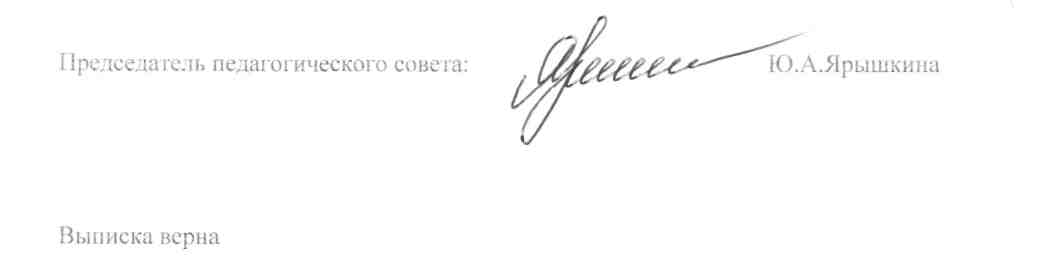 Председатель педагогического совета: Ю.А.Ярышкина
Выписка верна